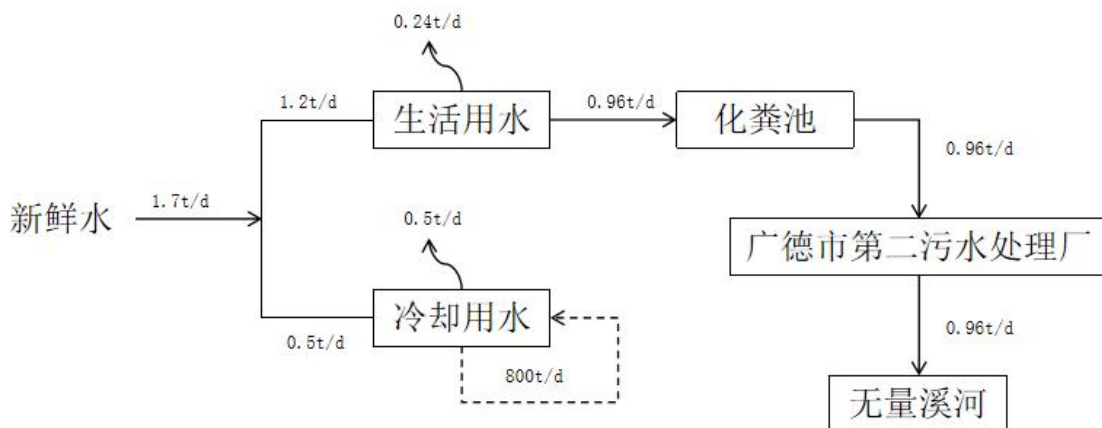 0.24t/d
1.2t/d
生活用水
0.96t/d
化粪池
0.96t/d
新鲜水
1.7t/d
0.5t/d
广德市第二污水处理厂
冷却用水
0.5t/d
800t/d
0.96t/d
无量溪河